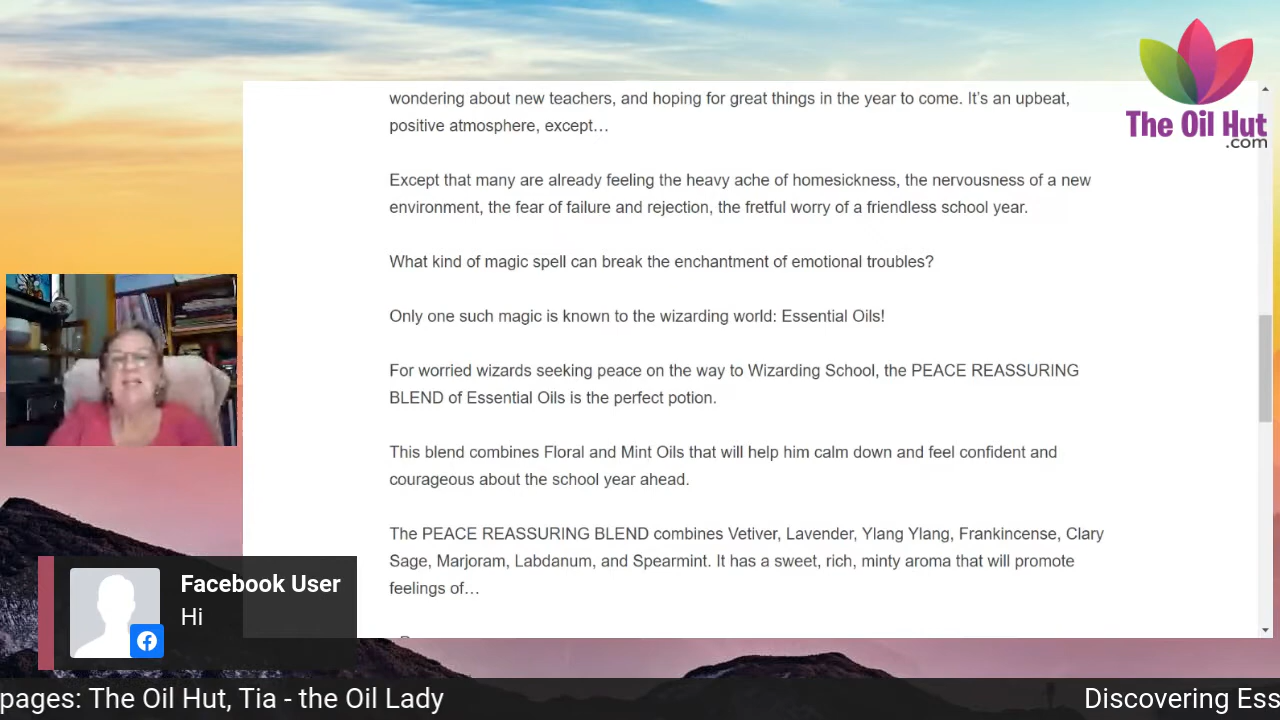 The Oil Hut
.com
wondering about new teachers, and hoping for great things in the year to come. It’s an upbeat,
positive atmosphere, except…
Except that many are already feeling the heavy ache of homesickness, the nervousness of a new
environment, the fear of failure and rejection, the fretful worry of a friendless school year.
What kind of magic spell can break the enchantment of emotional troubles?
Only one such magic is known to the wizarding world: Essential Oils!
For worried wizards seeking peace on the way to Wizarding School, the PEACE REASSURING
BLEND of Essential Oils is the perfect potion.
This blend combines Floral and Mint Oils that will help him calm down and feel confident and
courageous about the school year ahead.
The PEACE REASSURING BLEND combines Vetiver, Lavender, Ylang Ylang, Frankincense, Clary
Sage, Marjoram, Labdanum, and Spearmint. It has a sweet, rich, minty aroma that will promote
feelings of…
Facebook User
Hi
pages: The Oil Hut, Tia - the Oil Lady
Discovering Ess